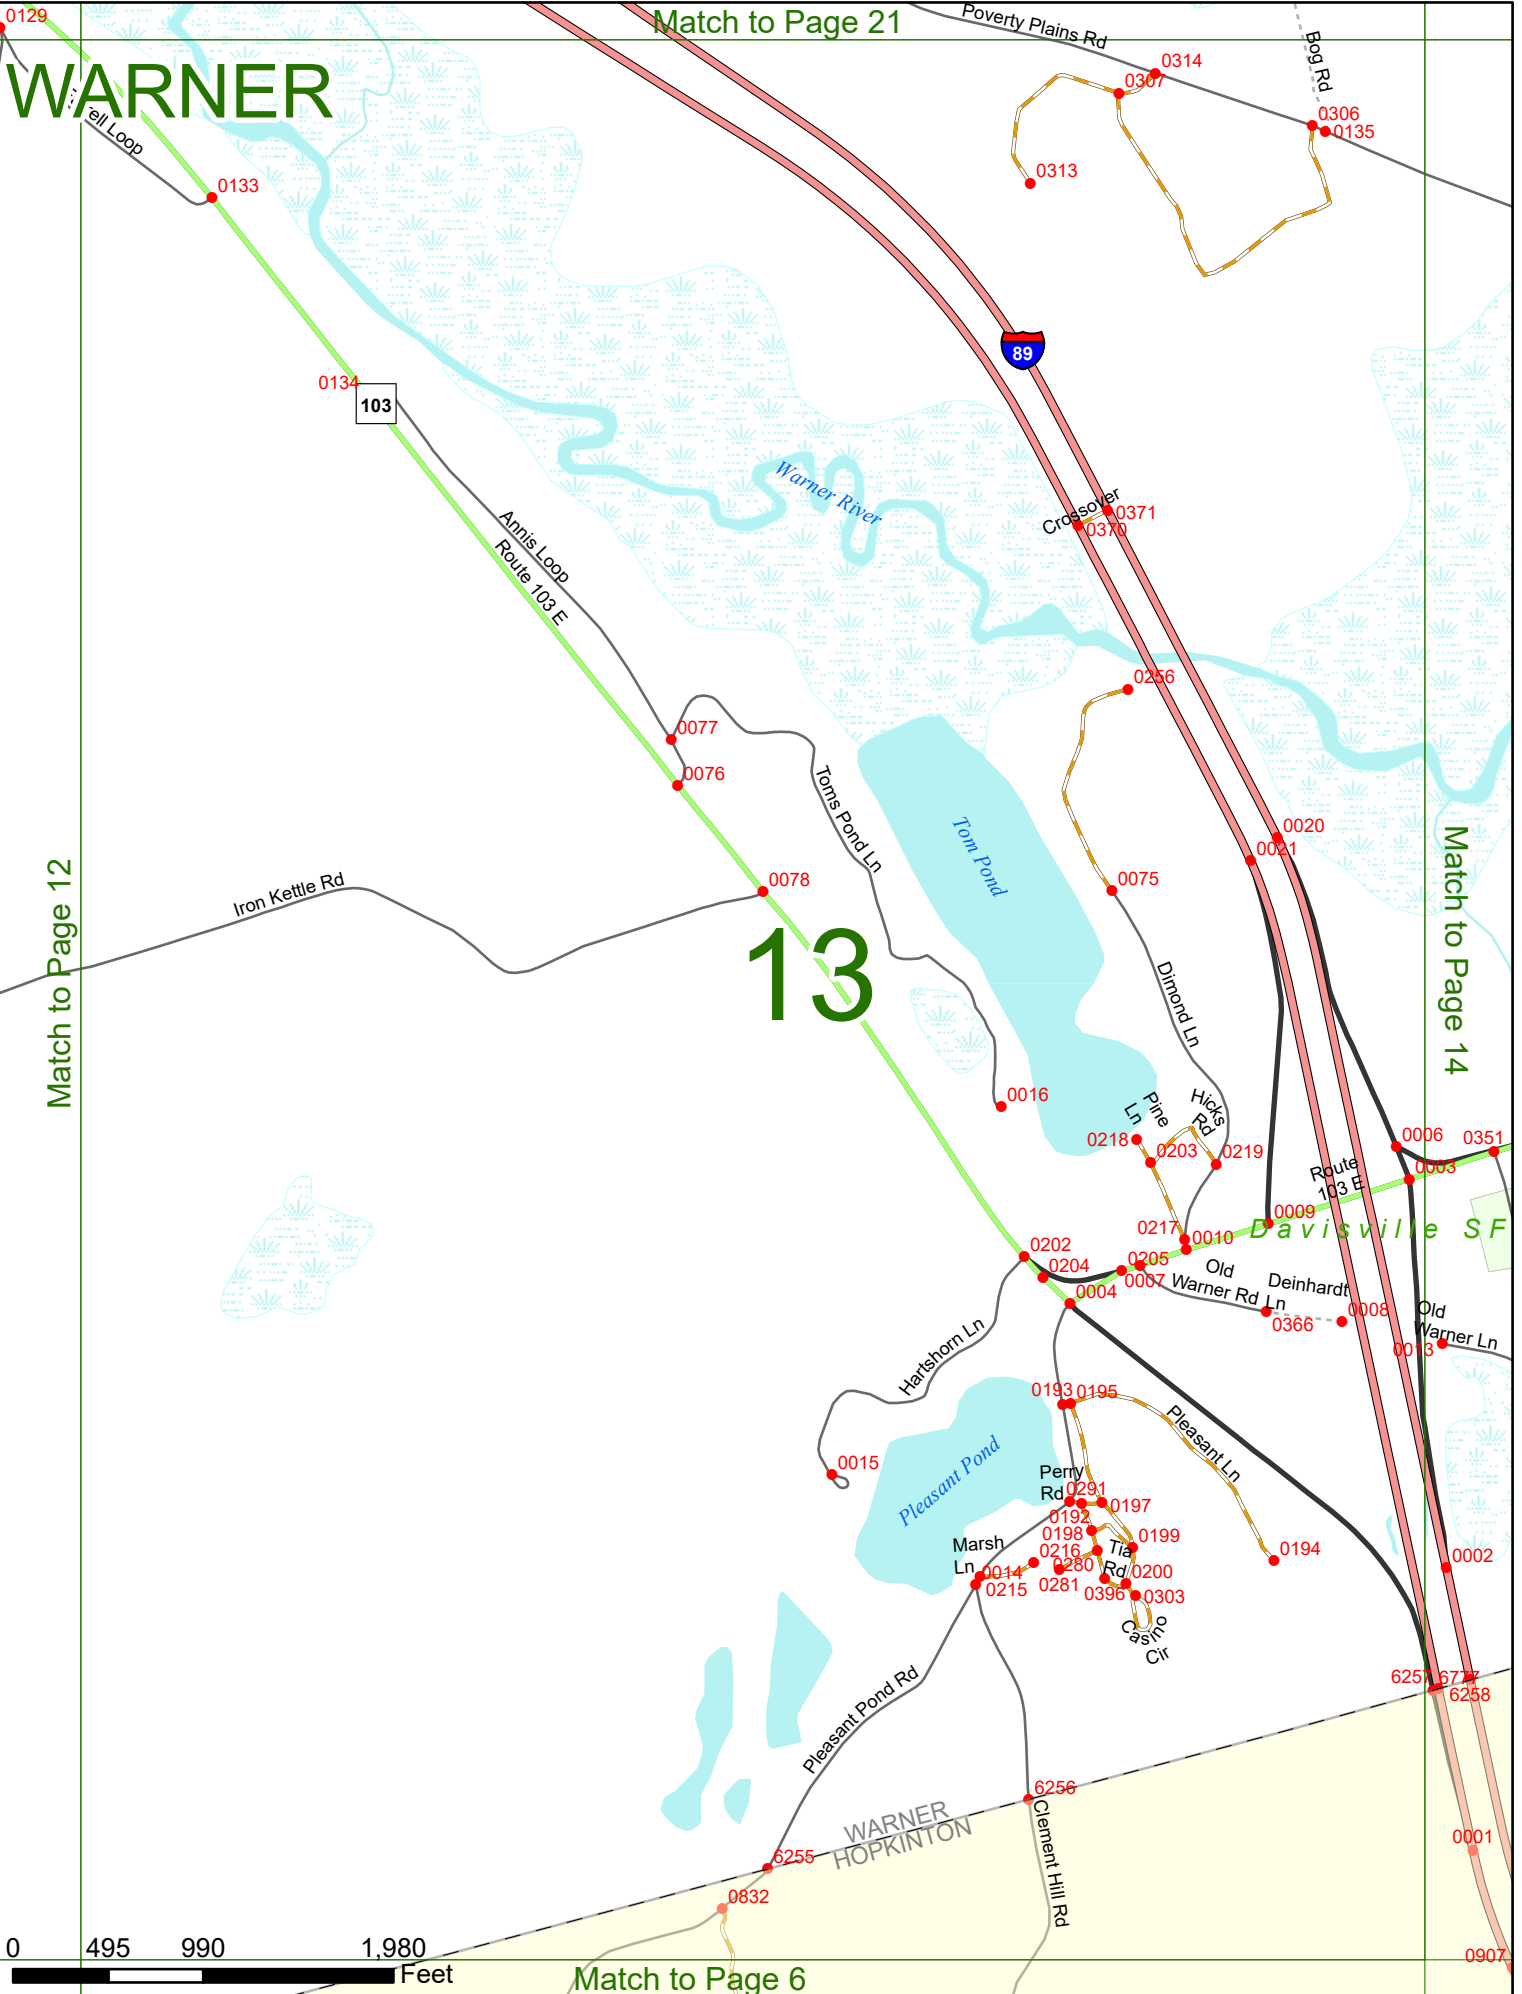 0129
Match to Page 21
Poverty Plains Rd
Bog Rd
0314
WARNER
0307
ell Loop
0306
0135
0133
0313
89
0134
103
Warner River
Annis Loop
Route 103 E
Crossover
0371
0370
0256
0077
0076
Toms Pond Ln
Tom Pond
0020
0021
Match to Page 12
Match to Page 14
Iron Kettle Rd
0078
0075
13
Dimond Ln
0016
Pine
Ln
Hicks
Rd
0218
0203
0219
0006
0351
0003
Route
103 E
0009
Davisville SF
0217
0010
0202
0205
0204
0007
0004
Old
Warner Rd
Deinhardt
Ln
0008
0366
Old
Warner Ln
0013
Hartshorn Ln
0193
0195
Pleasant Ln
Pleasant Pond
0015
Perry
Rd
0291
0197
0192
0198
0199
Marsh
Ln
0216
Tia
Rd
0194
0002
0014
0280
0200
0215
0281
0396
0303
Casino
Cir
Pleasant Pond Rd
6257
6777
6258
6256
WARNER
HOPKINTON
Clement Hill Rd
0001
6255
0832
0 495 990 1,980
Feet
0907
Match to Page 6